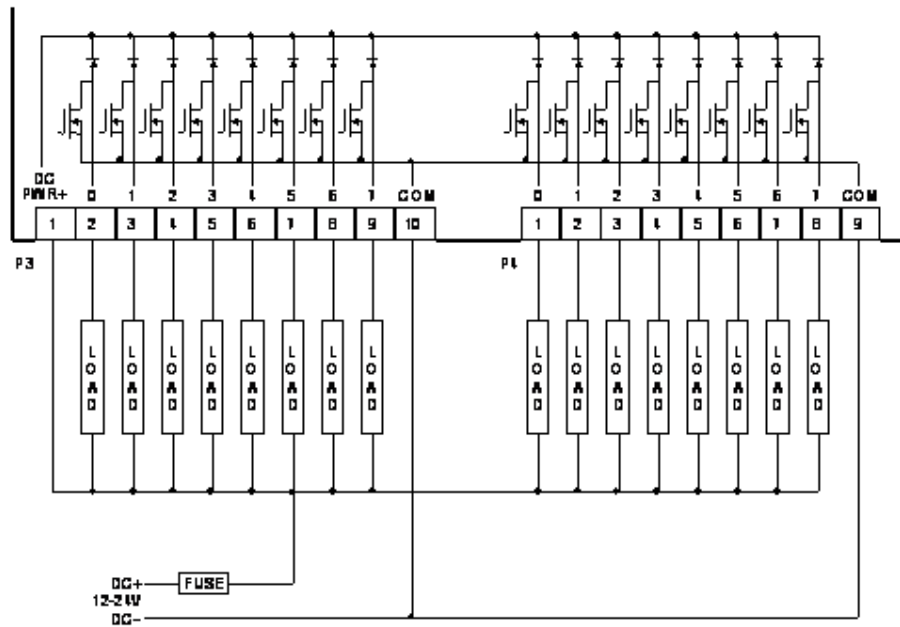 DC
PWR+ 0 1 2 3 4 5 6 7 COM
0 1 2 3 4 5 6 7 COM
1 2 3 4 5 6 7 8 9 10
1 2 3 4 5 6 7 8 9
P3
P4
LOAD LOAD LOAD LOAD LOAD LOAD LOAD LOAD
LOAD LOAD LOAD LOAD LOAD LOAD LOAD LOAD
DC+
FUSE
12-24V
DC-